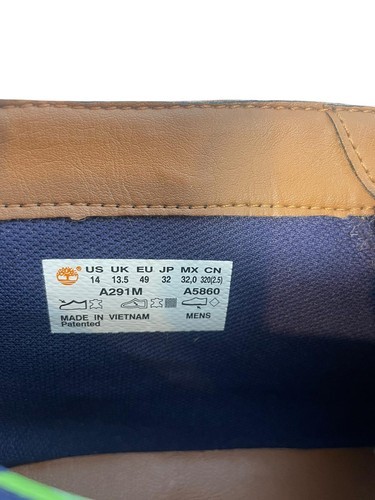 US UK EU JP MX CN
14 13.5 49 32 32,0 320(2.5)
A291M A5860
MADE IN VIETNAM MENS
Patented